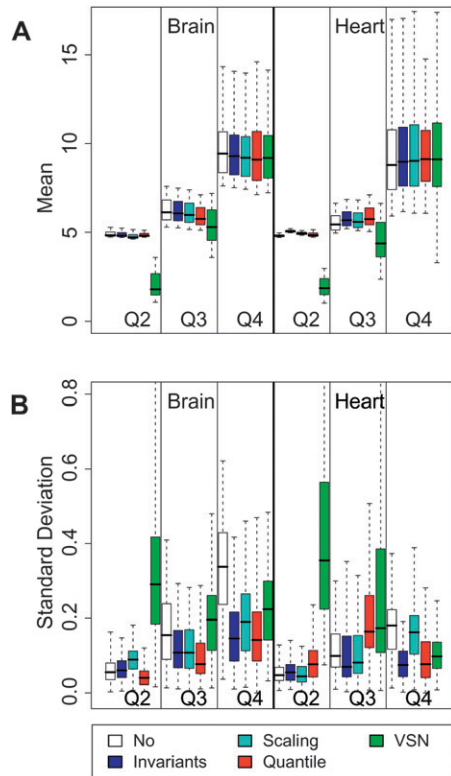 A
Brain Heart
15
10
5
0
Mean
Q2 Q3 Q4 Q2 Q3 Q4
B
Brain Heart
0.8
0.6
0.4
0.2
0.0
Standard Deviation
Q2 Q3 Q4 Q2 Q3 Q4
No Scaling VSN
Invariants Quantile